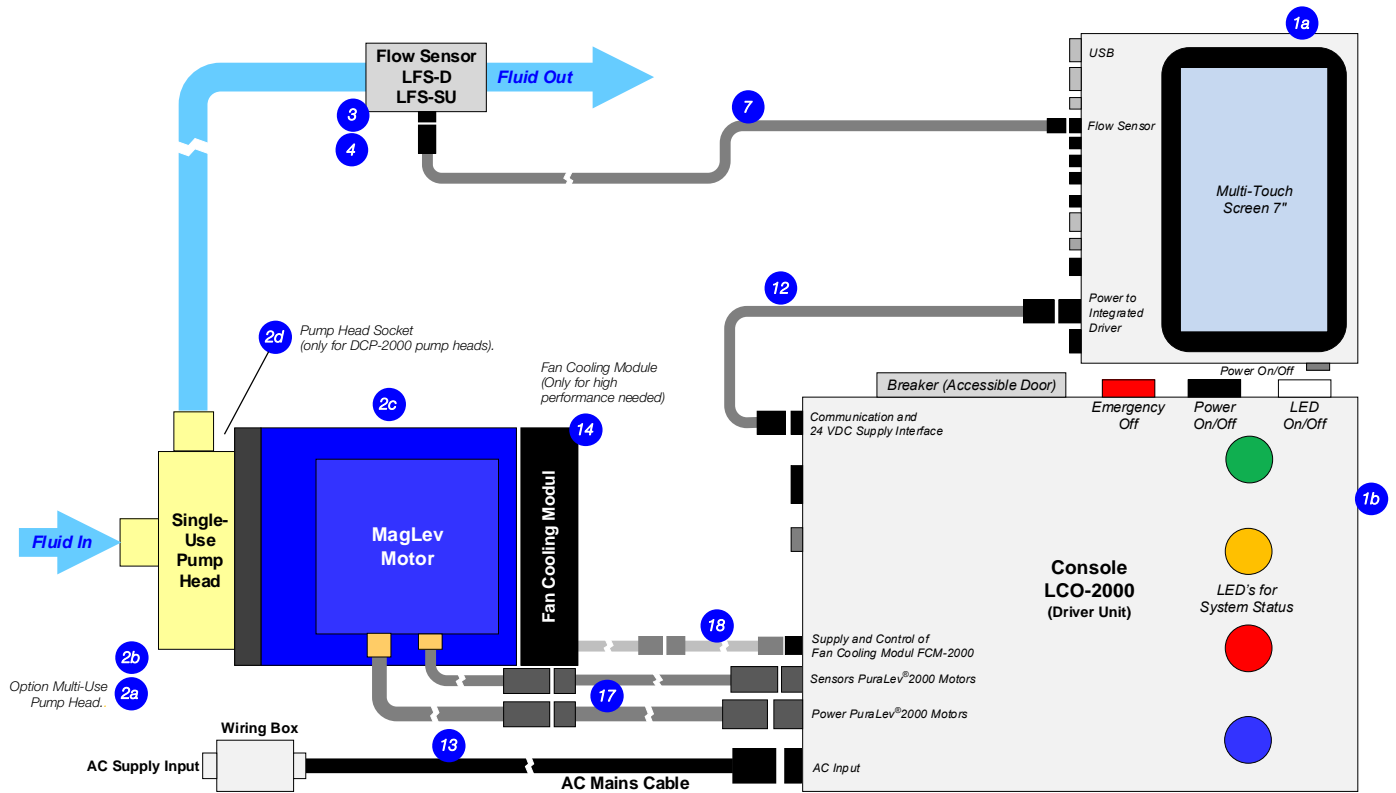 1a
Flow Sensor
LFS-D
LFS-SU
Fluid Out
3
4
7
USB
Flow Sensor
Multi-Touch
Screen 7"
12
Power to
Integrated
Driver
Power On/Off
2d
Pump Head Socket
(only for DCP-2000 pump heads).
Fan Cooling Module
(Only for high
performance needed)
2c
14
Breaker (Accessible Door)
Emergency
Off
Power
On/Off
LED
On/Off
Communication and
24 VDC Supply Interface
1b
Fluid In
Single-
Use
Pump
Head
MagLev
Motor
Fan Cooling Modul
Console
LCO-2000
(Driver Unit)
LED's for
System Status
18
Supply and Control of
Fan Cooling Modul FCM-2000
Sensors PuraLev®2000 Motors
17
Power PuraLev®2000 Motors
2b
Option Multi-Use
Pump Head.
2a
Wiring Box
AC Supply Input
13
AC Mains Cable
AC Input